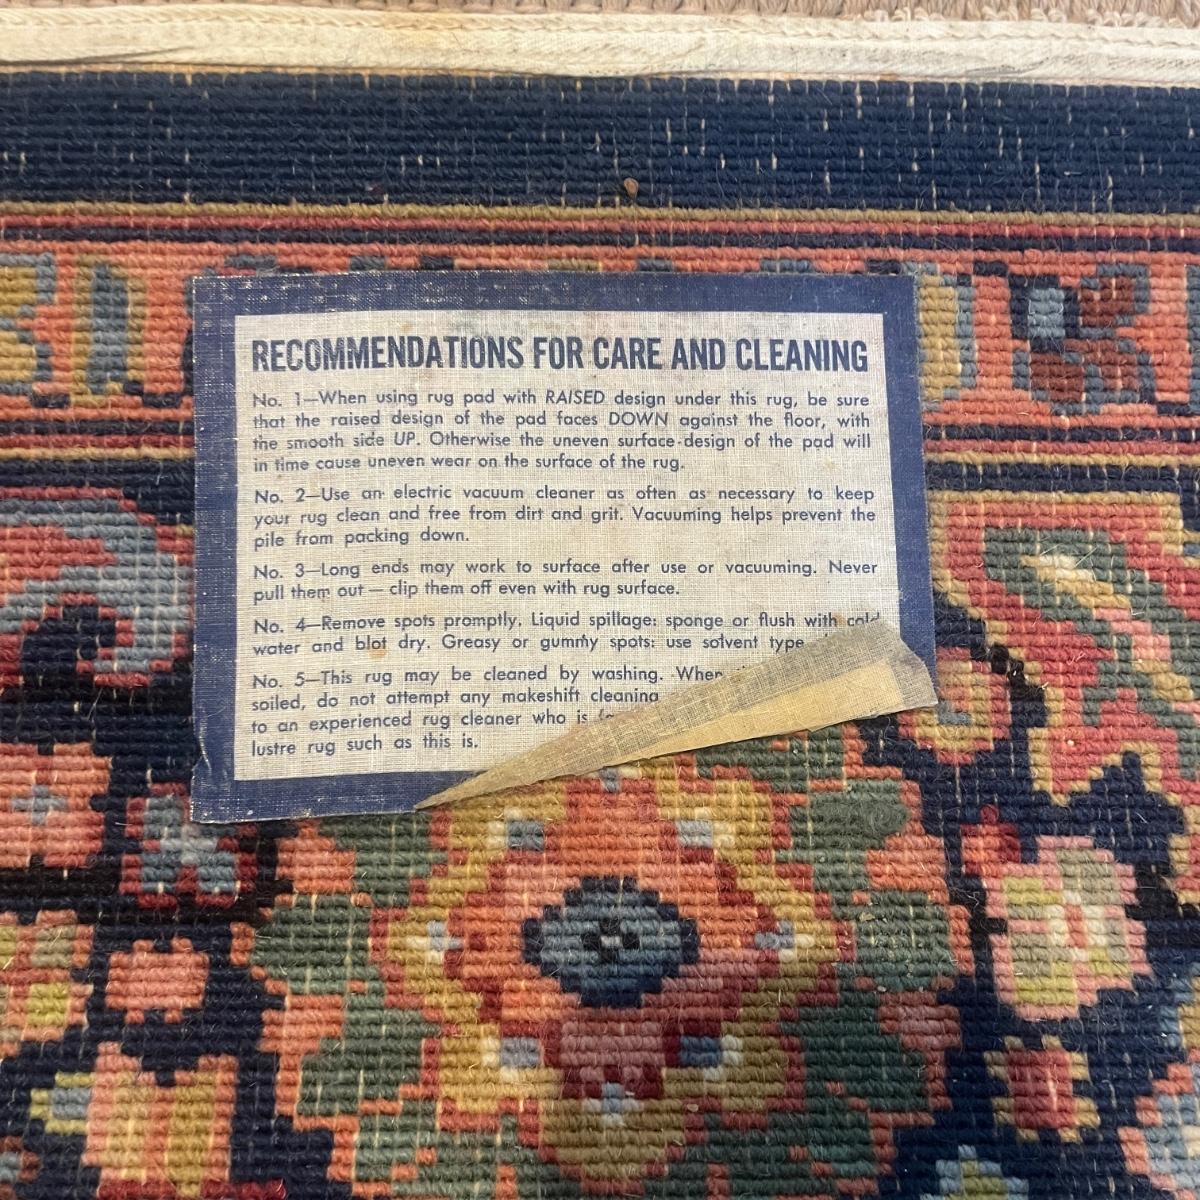 RECOMMENDATIONS FOR CARE AND CLEANING
No. 1—When using rug pad with RAISED design under this rug, be sure
that the raised design of the pad faces DOWN against the floor, with
the smooth side UP. Otherwise the uneven surface design of the pad will
in time cause uneven wear on the surface of the rug.
No. 2—Use an electric vacuum cleaner as often as necessary to keep
your rug clean and free from dirt and grit. Vacuuming helps prevent the
pile from packing down.
No. 3—Long ends may work to surface after use or vacuuming. Never
pull them out — clip them off even with rug surface.
No. 4—Remove spots promptly. Liquid spillage: sponge or flush with cold
water and blot dry. Greasy or gummy spots: use solvent type
No. 5—This rug may be cleaned by washing. When
soiled, do not attempt any makeshift cleaning
to an experienced rug cleaner who is
lustre rug such as this is.